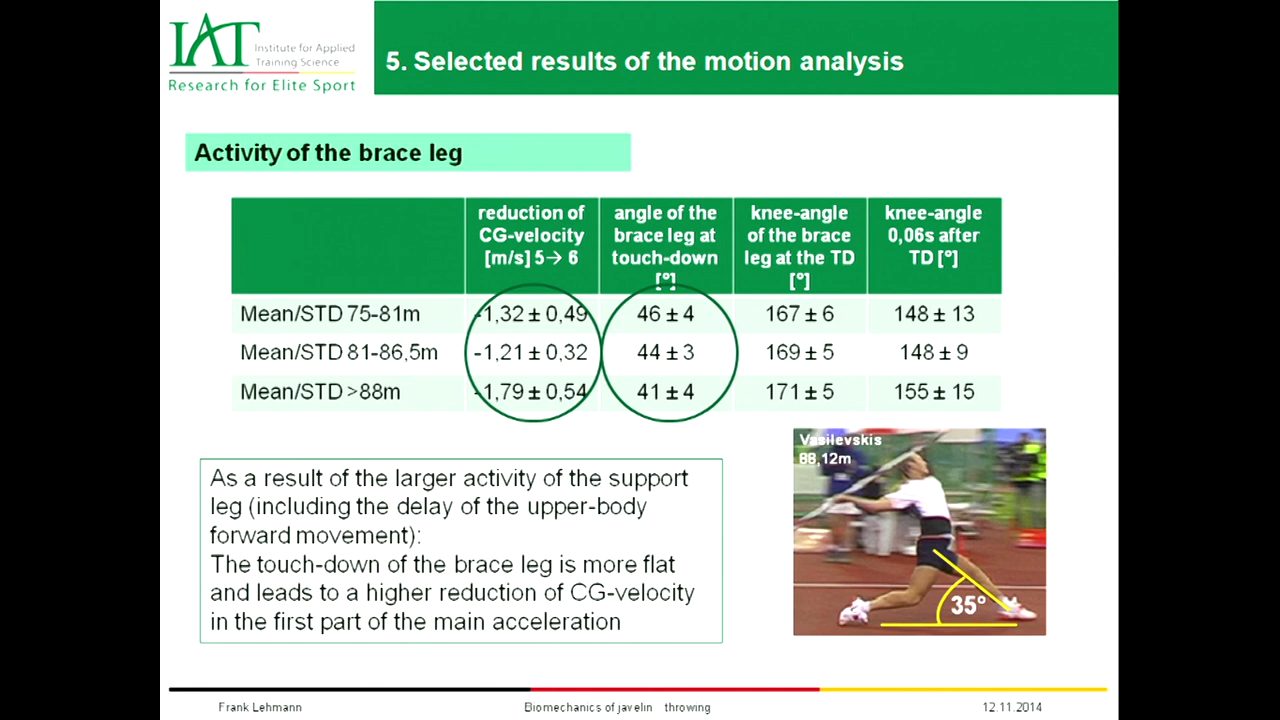 IAT
Institute for Applied
Training Science
Research for Elite Sport
5. Selected results of the motion analysis
Activity of the brace leg
reduction of CG-velocity [m/s] 5→ 6
angle of the brace leg at touch-down [°]
knee-angle of the brace leg at the TD [°]
knee-angle 0,06s after TD [°]
Mean/STD 75-81m -1,32 ± 0,49 46 ± 4 167 ± 6 148 ± 13
Mean/STD 81-86,5m -1,21 ± 0,32 44 ± 3 169 ± 5 148 ± 9
Mean/STD >88m -1,79 ± 0,54 41 ± 4 171 ± 5 155 ± 15
As a result of the larger activity of the support
leg (including the delay of the upper-body
forward movement):
The touch-down of the brace leg is more flat
and leads to a higher reduction of CG-velocity
in the first part of the main acceleration
Vasilevskis
88,12m
35°
Frank Lehmann Biomechanics of javelin throwing 12.11.2014